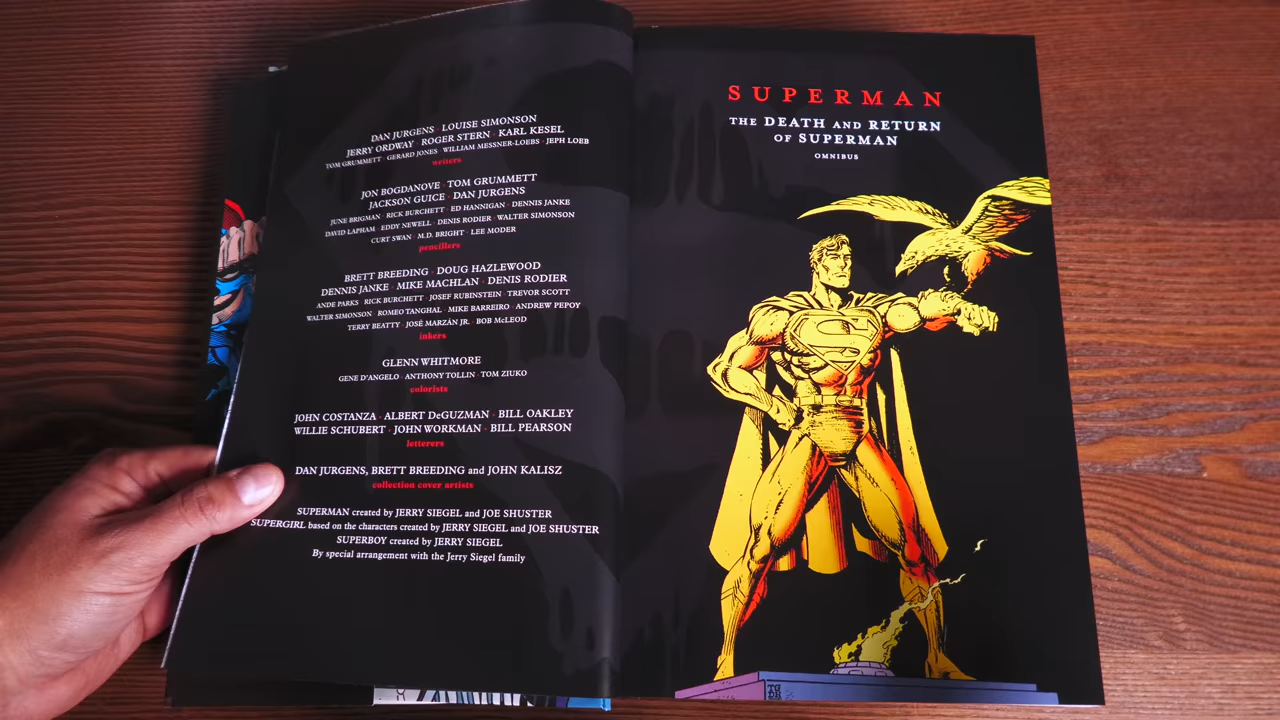 DAN JURGENS · LOUISE SIMONSON
JERRY ORDWAY · ROGER STERN · KARL KESEL
TOM GRUMMETT · GERARD JONES · WILLIAM MESSNER-LOEBS · JEPH LOEB
writers
JON BOGDANOVE · TOM GRUMMETT
JACKSON GUICE · DAN JURGENS
JUNE BRIGMAN · RICK BURCHETT · ED HANNIGAN · DENNIS JANKE
DAVID LAPHAM · EDDY NEWELL · DENIS RODIER · WALTER SIMONSON
CURT SWAN · M.D. BRIGHT · LEE MODER
pencillers
BRETT BREEDING · DOUG HAZLEWOOD
DENNIS JANKE · MIKE MACHLAN · DENIS RODIER
ANDE PARKS · RICK BURCHETT · JOSEF RUBINSTEIN · TREVOR SCOTT
WALTER SIMONSON · ROMEO TANGHAL · MIKE BARREIRO · ANDREW PEPOY
TERRY BEATTY · JOSÉ MARZÁN JR. · BOB McLEOD
inkers
GLENN WHITMORE
GENE D'ANGELO · ANTHONY TOLLIN · TOM ZIUKO
colorists
JOHN COSTANZA · ALBERT DeGUZMAN · BILL OAKLEY
WILLIE SCHUBERT · JOHN WORKMAN · BILL PEARSON
letterers
DAN JURGENS, BRETT BREEDING and JOHN KALISZ
collection cover artists
SUPERMAN created by JERRY SIEGEL and JOE SHUSTER
SUPERGIRL based on the characters created by JERRY SIEGEL and JOE SHUSTER
SUPERBOY created by JERRY SIEGEL
By special arrangement with the Jerry Siegel family
SUPERMAN
THE DEATH AND RETURN
OF SUPERMAN
OMNIBUS